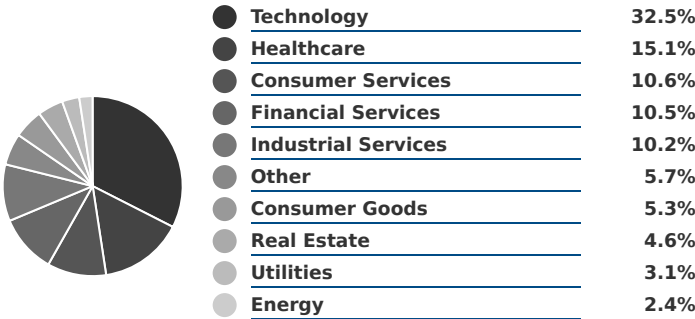 Technology 32.5%
Healthcare 15.1%
Consumer Services 10.6%
Financial Services 10.5%
Industrial Services 10.2%
Other 5.7%
Consumer Goods 5.3%
Real Estate 4.6%
Utilities 3.1%
Energy 2.4%